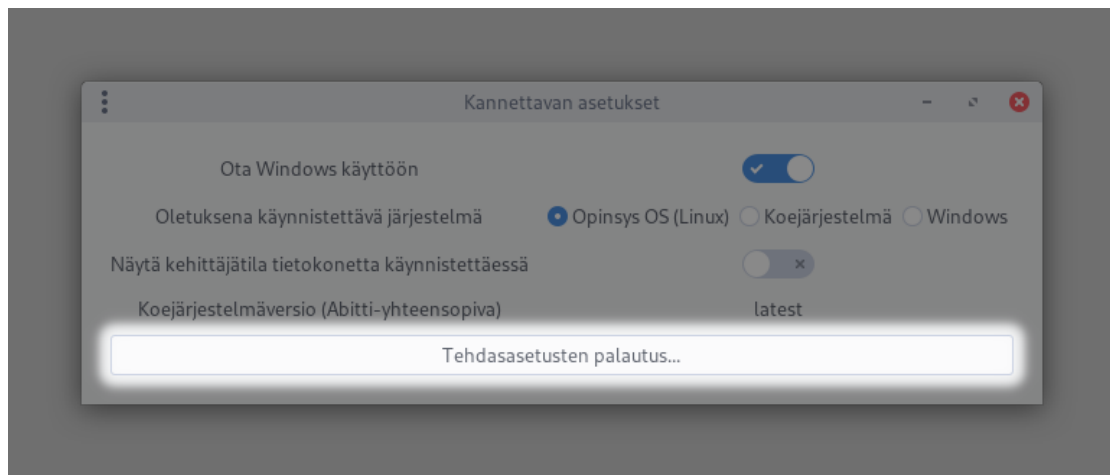 Kannettavan asetukset
Ota Windows käyttöön
Oletuksena käynnistettävä järjestelmä Opinsys OS (Linux) Koejärjestelmä Windows
Näytä kehittäjätila tietokonetta käynnistettäessä
Koejärjestelmäversio (Abitti-yhteensopiva) latest
Tehdasasetusten palautus...